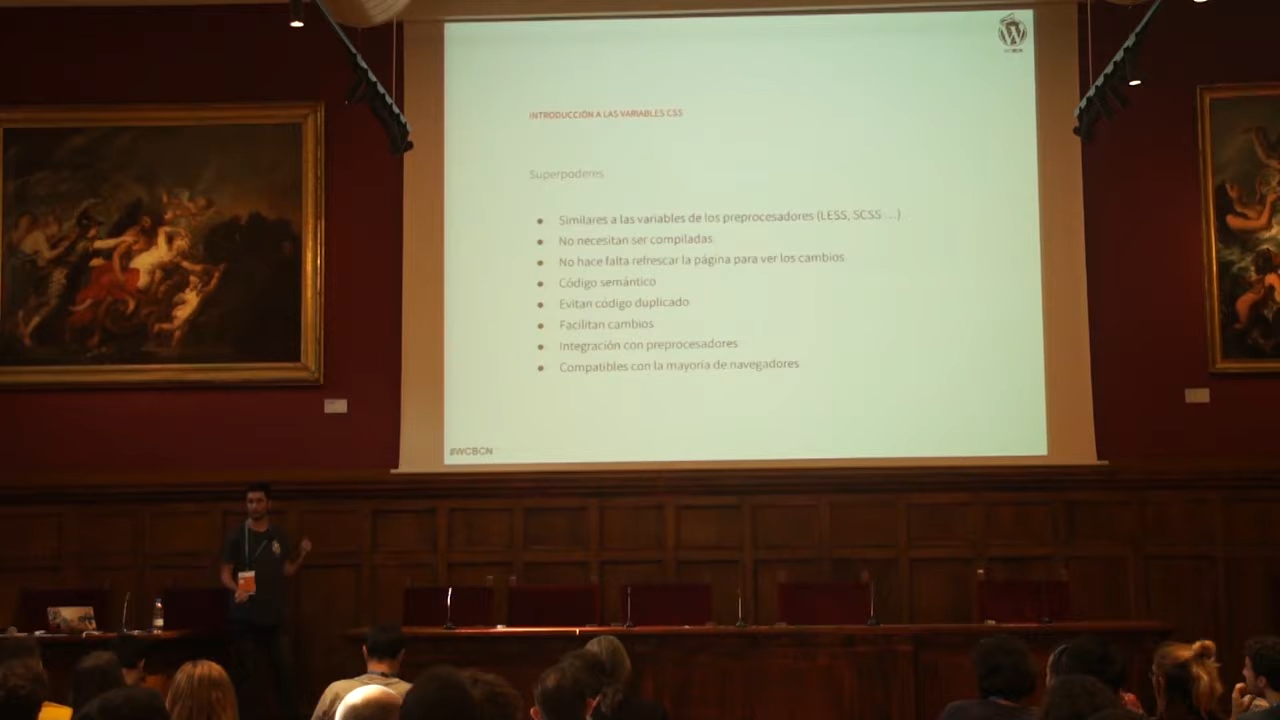 INTRODUCCIÓN A LAS VARIABLES CSS
Superpoderes
● Similares a las variables de los preprocesadores (LESS, SCSS ...)
● No necesitan ser compiladas
● No hace falta refrescar la página para ver los cambios
● Código semántico
● Evitan código duplicado
● Facilitan cambios
● Integración con preprocesadores
● Compatibles con la mayoría de navegadores
#WCBCN